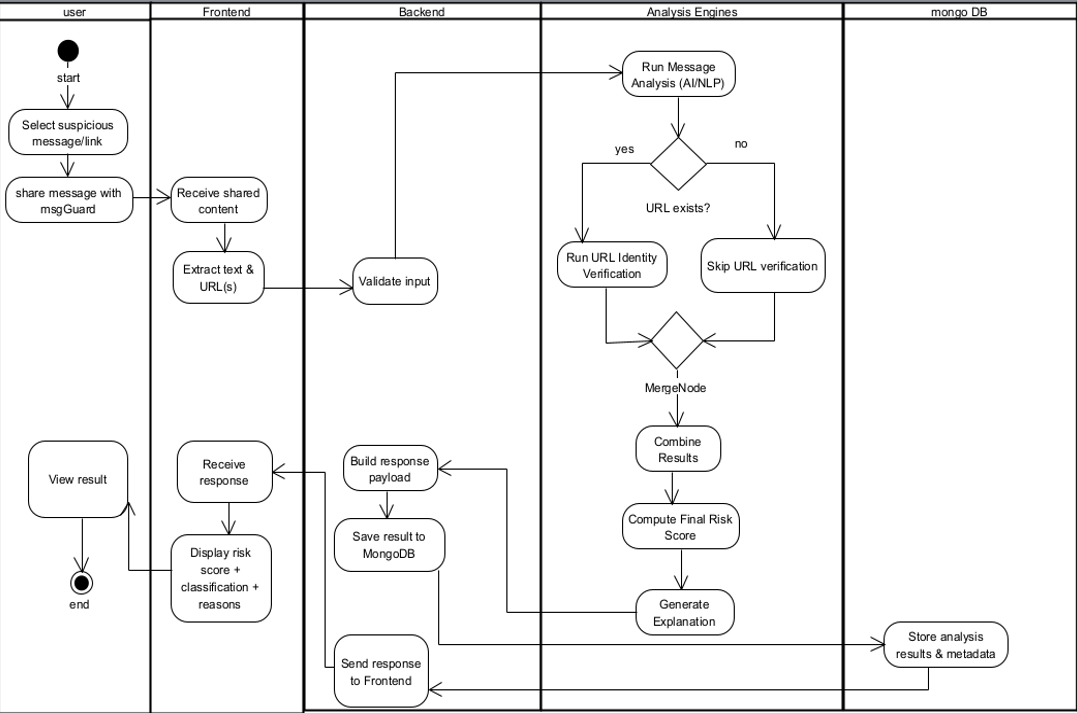 user
Frontend
Backend
Analysis Engines
mongo DB
start
Select suspicious
message/link
share message with
msgGuard
Receive shared
content
Extract text &
URL(s)
Validate input
Run Message
Analysis (AI/NLP)
yes
no
URL exists?
Run URL Identity
Verification
Skip URL verification
MergeNode
Combine
Results
Compute Final Risk
Score
Generate
Explanation
Build response
payload
Save result to
MongoDB
Store analysis
results & metadata
Send response
to Frontend
Receive
response
Display risk
score +
classification +
reasons
View result
end